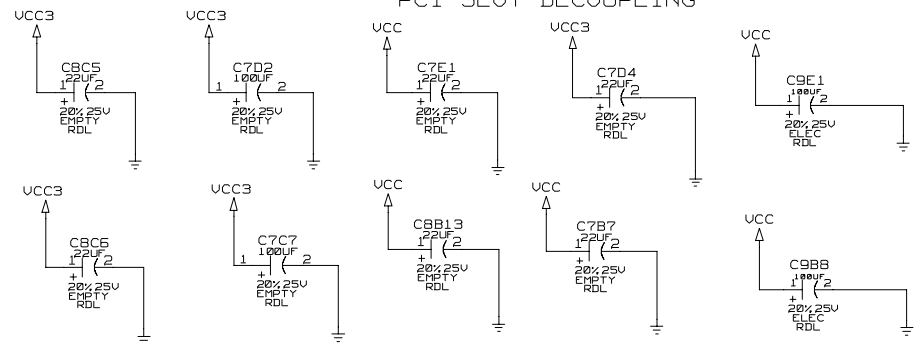 PCI SLOT DECOUPLING
VCC3
C8C5
22UF
1 2
+
20% 25V
EMPTY
RDL
VCC3
C7D2
100UF
1 2
+
20% 25V
EMPTY
RDL
VCC
C7E1
22UF
1 2
+
20% 25V
EMPTY
RDL
VCC3
C7D4
22UF
1 2
+
20% 25V
EMPTY
RDL
VCC
C9E1
100UF
1 2
+
20% 25V
ELEC
RDL
VCC3
C8C6
22UF
1 2
+
20% 25V
EMPTY
RDL
VCC3
C7C7
100UF
1 2
+
20% 25V
EMPTY
RDL
VCC
C8B13
22UF
1 2
+
20% 25V
EMPTY
RDL
VCC
C7B7
22UF
1 2
+
20% 25V
EMPTY
RDL
VCC
C9B8
100UF
1 2
+
20% 25V
ELEC
RDL